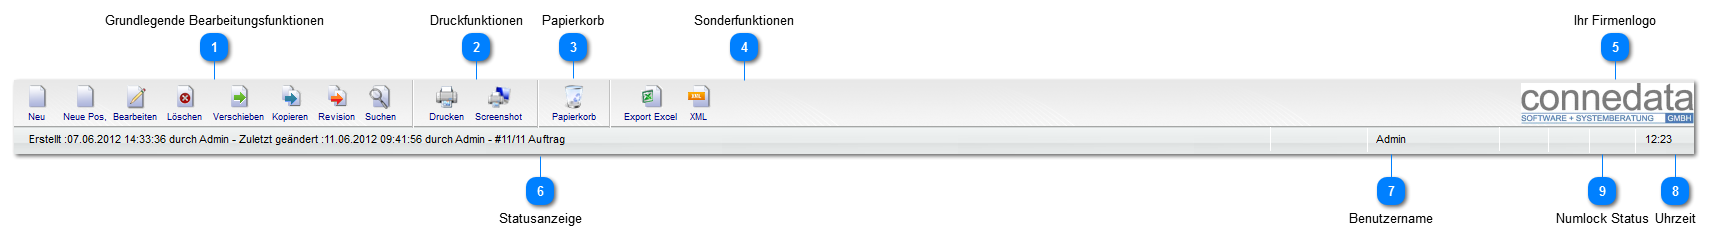 Grundlegende Bearbeitungsfunktionen Druckfunktionen Papierkorb Sonderfunktionen Ihr Firmenlogo
1 2 3 4 5
connedata
SOFTWARE + SYSTEMBERATUNG GMBH
Neu Neue Pos, Bearbeiten Löschen Verschieben Kopieren Revision Suchen Drucken Screenshot Papierkorb Export Excel XML
Erstellt :07.06.2012 14:33:36 durch Admin - Zuletzt geändert :11.06.2012 09:41:56 durch Admin - #11/11 Auftrag Admin 12:23
6 7 9 8
Statusanzeige Benutzername Numlock Status Uhrzeit